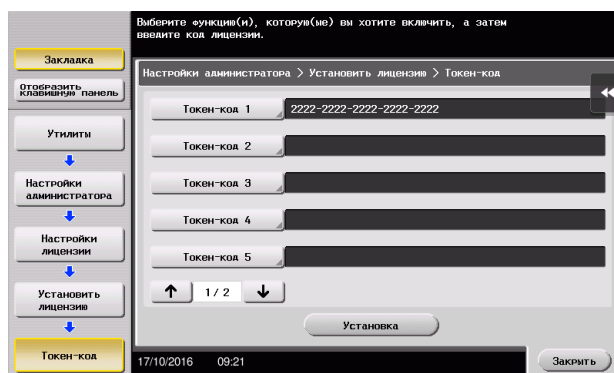 Выберите функцию(и), которую(ые) вы хотите включить, а затем
введите код лицензии.
Закладка
Отобразить
клавишную панель
Настройки администратора > Установить лицензию > Токен-код
Токен-код 1
2222-2222-2222-2222-2222
Утилиты
Токен-код 2
Настройки
администратора
Токен-код 3
Токен-код 4
Настройки
лицензии
Токен-код 5
Установить
лицензию
1/ 2
Установка
Токен-код
17/10/2016 09:21
Закрыть